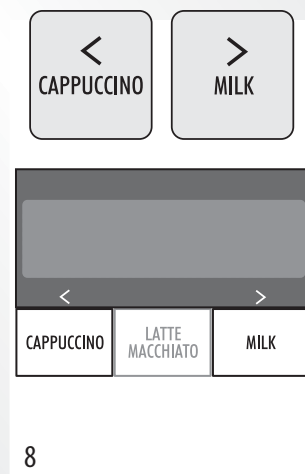 < >
CAPPUCCINO MILK
< >
CAPPUCCINO LATTE MACCHIATO MILK
8